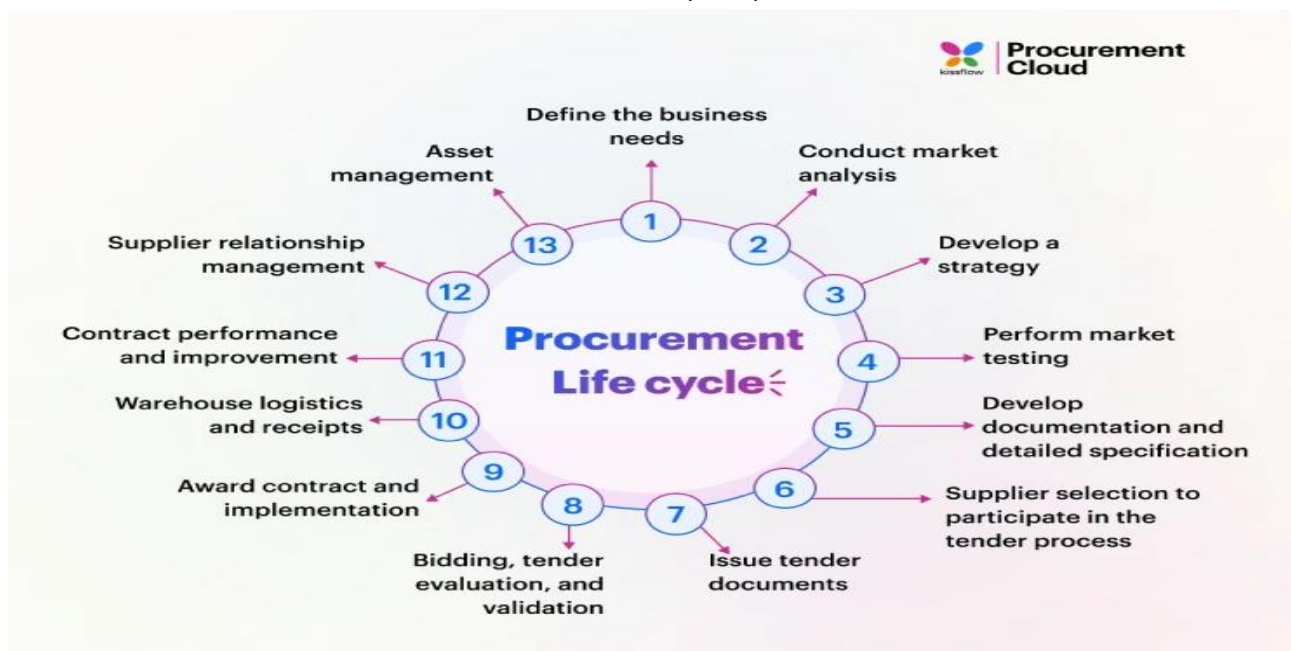 kissflow
Procurement
Cloud
Define the business
needs
1
Conduct market
analysis
2
Develop a
strategy
3
Perform market
testing
4
Develop
documentation and
detailed specification
5
Supplier selection to
participate in the
tender process
6
Issue tender
documents
7
Bidding, tender
evaluation, and
validation
8
Award contract and
implementation
9
Warehouse logistics
and receipts
10
Contract performance
and improvement
11
Supplier relationship
management
12
Asset
management
13
Procurement
Life cycle